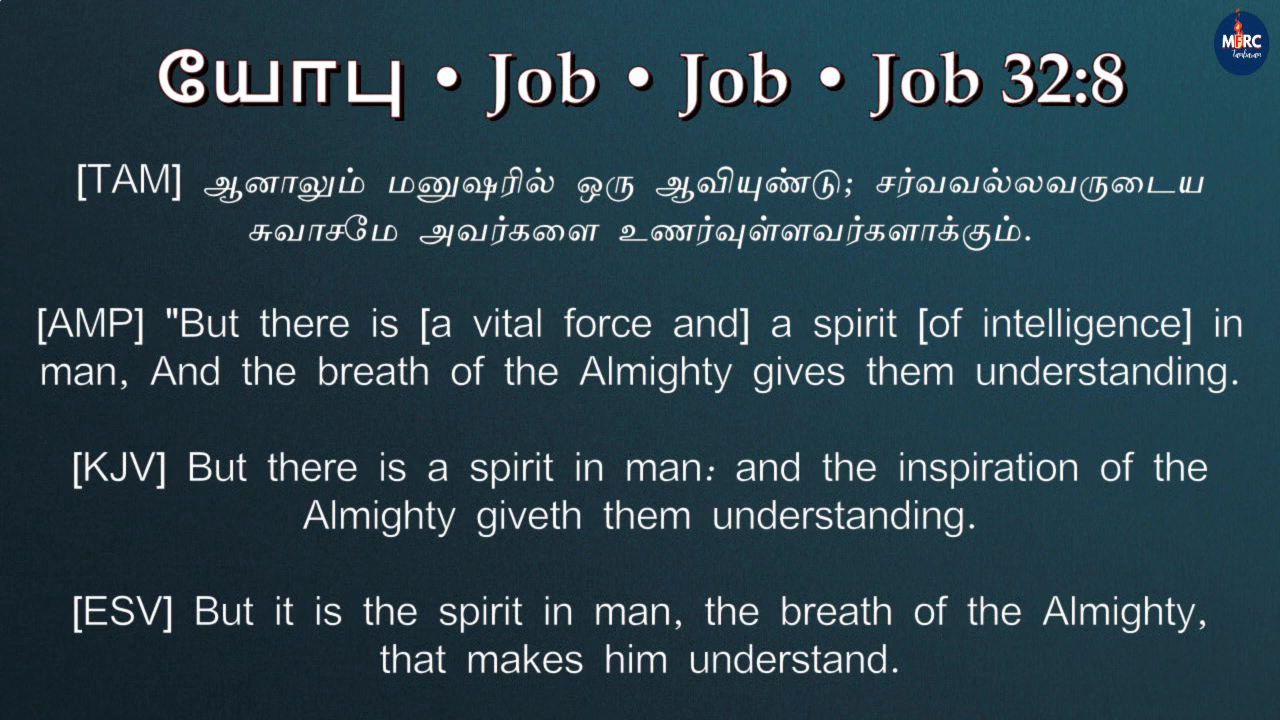 யோபு • Job • Job • Job 32:8
MFRC
Tambaram
[TAM] ஆனாலும் மனுஷரில் ஒரு ஆவியுண்டு; சர்வவல்லவருடைய
சுவாசமே அவர்களை உணர்வுள்ளவர்களாக்கும்.
[AMP] "But there is [a vital force and] a spirit [of intelligence] in
man, And the breath of the Almighty gives them understanding.
[KJV] But there is a spirit in man: and the inspiration of the
Almighty giveth them understanding.
[ESV] But it is the spirit in man, the breath of the Almighty,
that makes him understand.